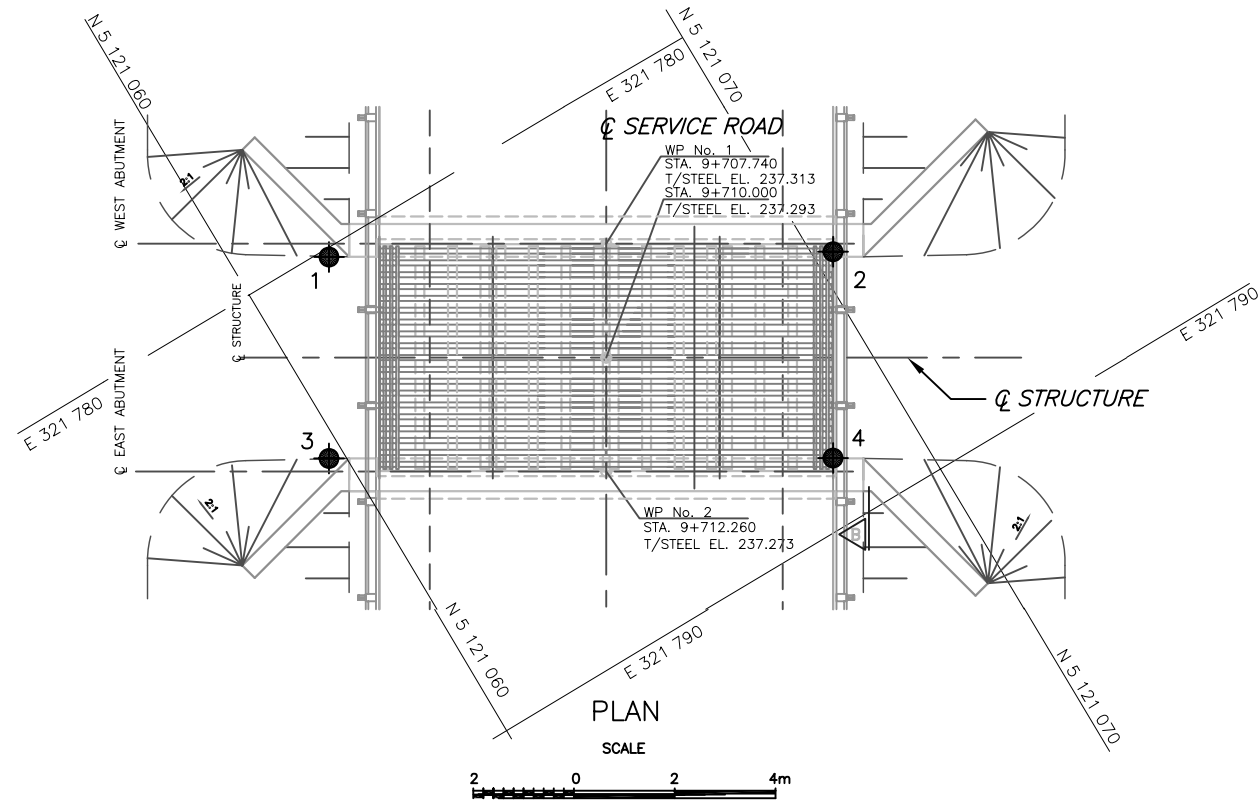 N 5 121 060
E 321 780
N 5 121 070
℄ SERVICE ROAD
WP No. 1
STA. 9+707.740
T/STEEL EL. 237.313
STA. 9+710.000
T/STEEL EL. 237.293
℄ WEST ABUTMENT
2:1
1
2
℄ STRUCTURE
E 321 790
℄ EAST ABUTMENT
E 321 780
℄ STRUCTURE
3
4
2:1
WP No. 2
STA. 9+712.260
T/STEEL EL. 237.273
B
2:1
N 5 121 060
E 321 790
N 5 121 070
PLAN
SCALE
2 0 2 4m